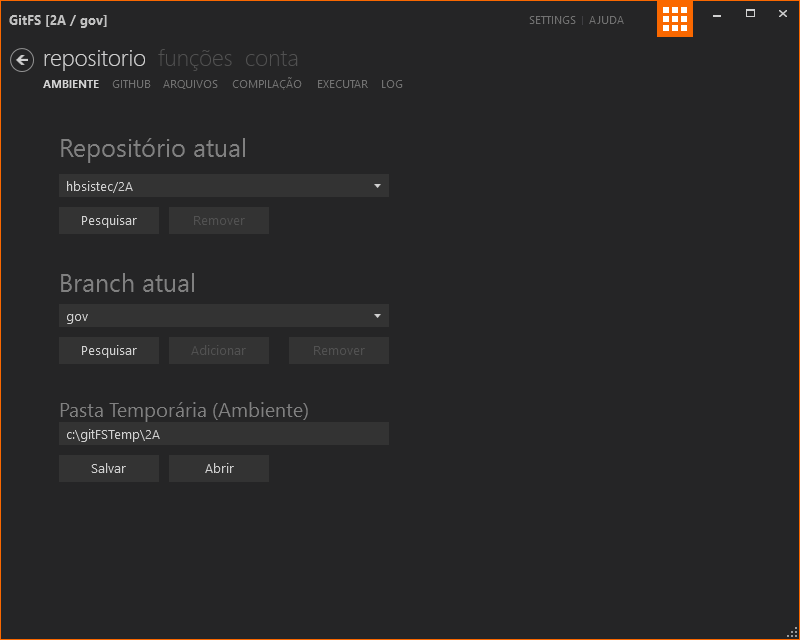 GitFS [2A / gov]
SETTINGS | AJUDA
repositorio funções conta
AMBIENTE GITHUB ARQUIVOS COMPILAÇÃO EXECUTAR LOG
Repositório atual
hbsistec/2A
Pesquisar Remover
Branch atual
gov
Pesquisar Adicionar Remover
Pasta Temporária (Ambiente)
c:\gitFSTemp\2A
Salvar Abrir